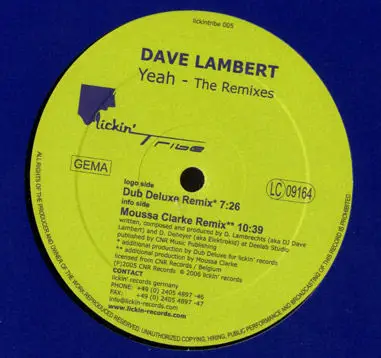 lickintribe 005
DAVE LAMBERT
Yeah - The Remixes
lickin' Tribe
GEMA
LC 09164
logo side
Dub Deluxe Remix* 7:26
info side
Moussa Clarke Remix** 10:39
written, composed and produced by D. Lambrechts (aka DJ Dave
Lambert) and D. Disheyer (aka Elektrokid) at Deelab Studio
published by CNR Music Publishing
* additional production by Dub Deluxe for lickin' records
** additional production by Moussa Clarke
licensed from CNR Records / Belgium
(P)2005 CNR Records © 2006 lickin' records
CONTACT
lickin' records germany
PHONE: +49 (0) 2405 4897 -46
FAX: +49 (0) 2405 4897 -47
info@lickin-records.com
www.lickin-records.com
ALL RIGHTS OF THE PRODUCER AND OWNER OF THE WORK REPRODUCED RESERVED. UNAUTHORIZED COPYING, HIRING, PUBLIC PERFORMANCE AND BROADCASTING OF THIS RECORD IS PROHIBITED